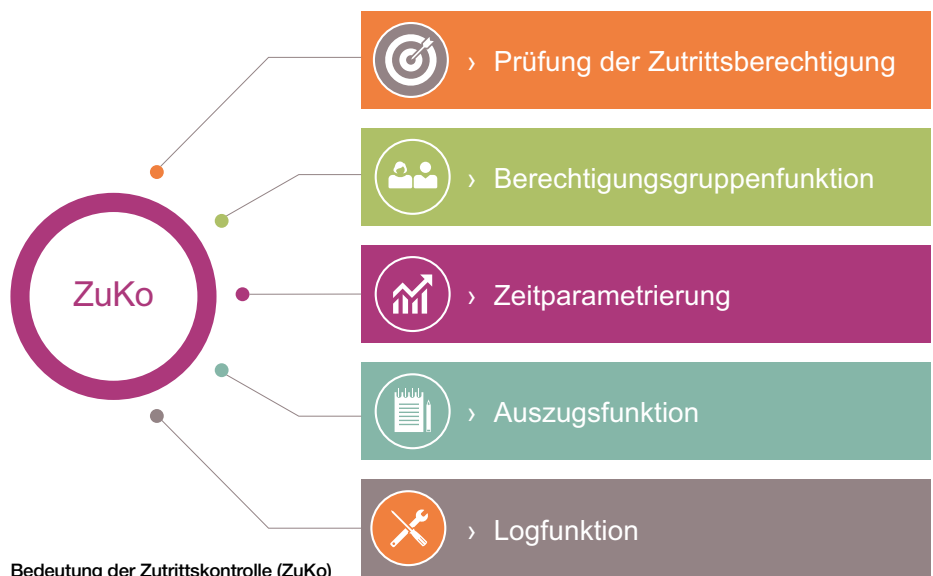 › Prüfung der Zutrittsberechtigung
› Berechtigungsgruppenfunktion
ZuKo
› Zeitparametrierung
› Auszugsfunktion
› Logfunktion
Bedeutung der Zutrittskontrolle (ZuKo)